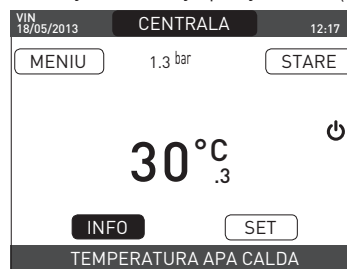 VIN
18/05/2013 CENTRALA 12:17
MENIU 1.3 bar STARE
30°C
.3
INFO SET
TEMPERATURA APA CALDA